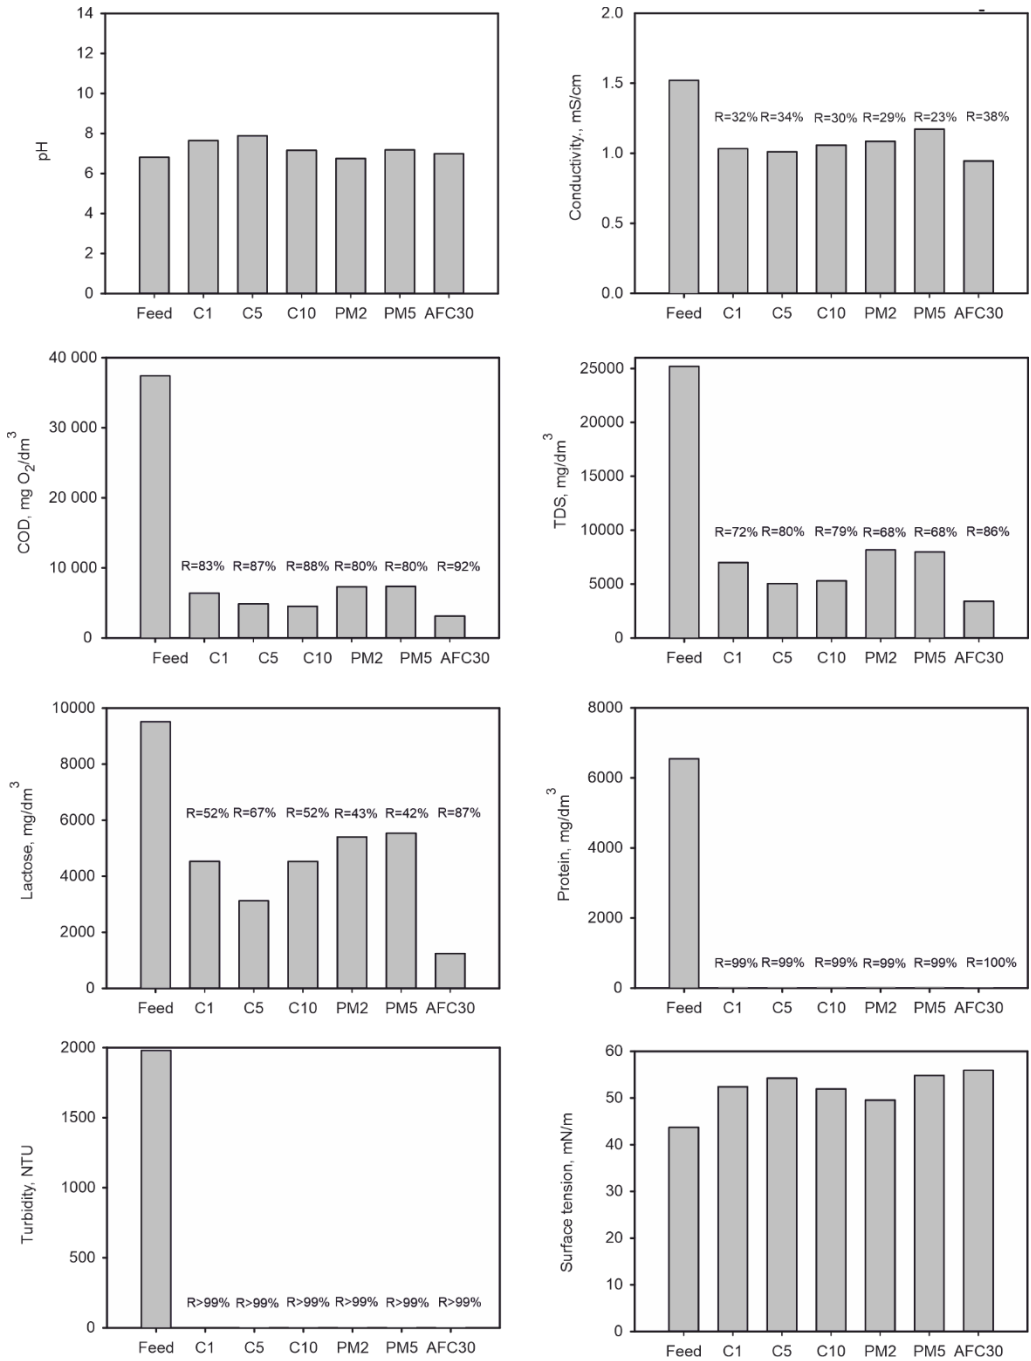 14
12
10
8
6
4
2
0
pH
Feed C1 C5 C10 PM2 PM5 AFC30
2.0
1.5
1.0
0.5
0.0
Conductivity., mS/cm
R=32% R=34% R=30% R=29% R=23% R=38%
Feed C1 C5 C10 PM2 PM5 AFC30
40 000
30 000
20 000
10 000
0
COD, mg O₂/dm³
R=83% R=87% R=88% R=80% R=80% R=92%
Feed C1 C5 C10 PM2 PM5 AFC30
25000
20000
15000
10000
5000
0
TDS, mg/dm³
R=72% R=80% R=79% R=68% R=68% R=86%
Feed C1 C5 C10 PM2 PM5 AFC30
10000
8000
6000
4000
2000
0
Lactose, mg/dm³
R=52% R=67% R=52% R=43% R=42% R=87%
Feed C1 C5 C10 PM2 PM5 AFC30
8000
6000
4000
2000
0
Protein, mg/dm³
R=99% R=99% R=99% R=99% R=99% R=100%
Feed C1 C5 C10 PM2 PM5 AFC30
2000
1500
1000
500
0
Turbidity, NTU
R>99% R>99% R>99% R>99% R>99% R>99%
Feed C1 C5 C10 PM2 PM5 AFC30
60
50
40
30
20
10
0
Surface tension, mN/m
Feed C1 C5 C10 PM2 PM5 AFC30